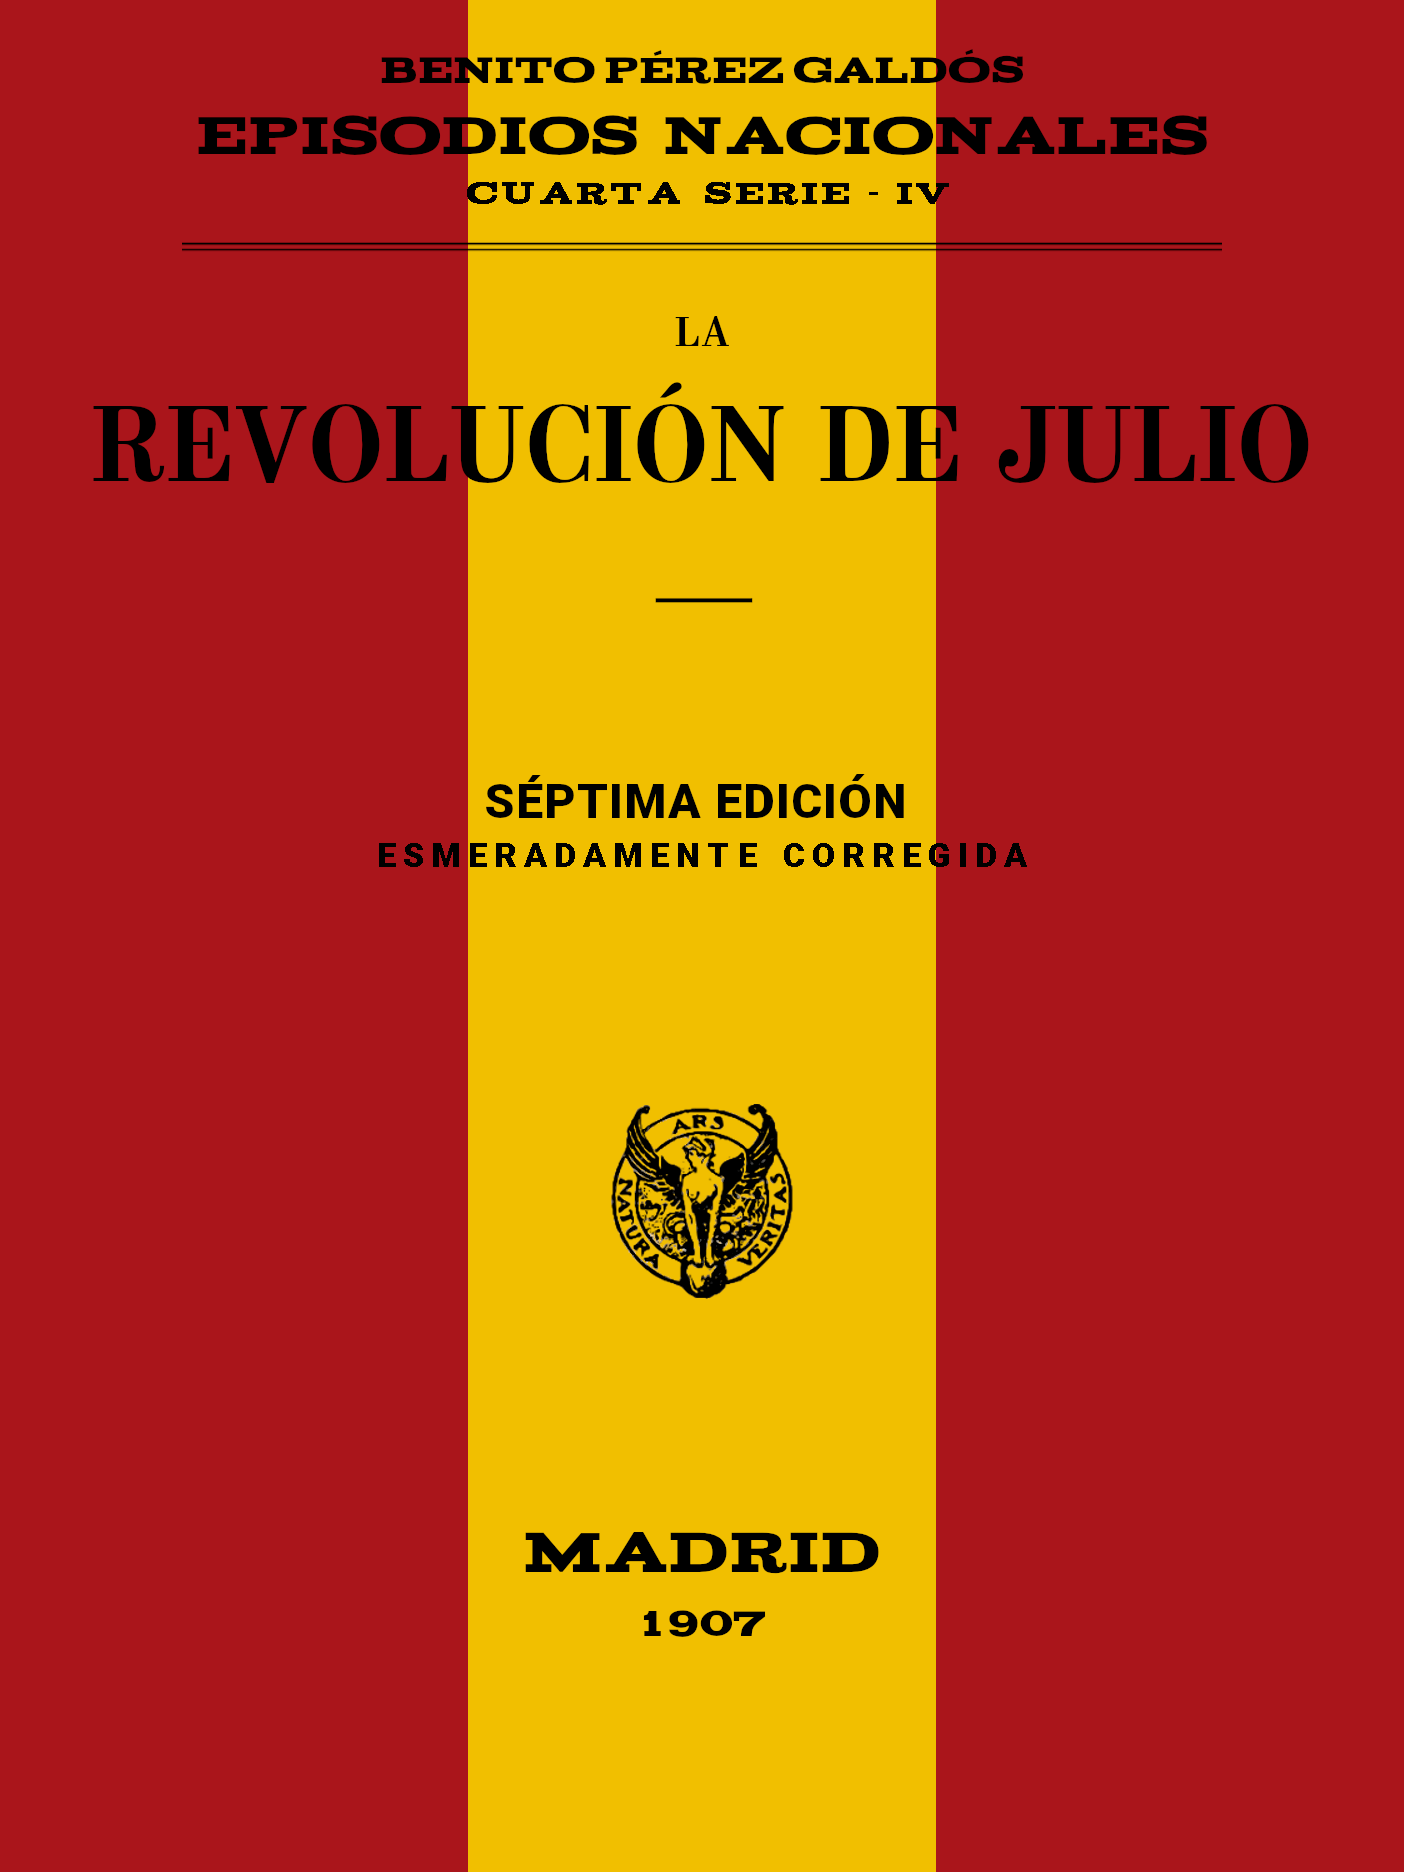 BENITO PÉREZ GALDÓS
EPISODIOS NACIONALES
CUARTA SERIE - IV
LA
REVOLUCIÓN DE JULIO
SÉPTIMA EDICIÓN
ESMERADAMENTE CORREGIDA
ARS
NATURA
VERITAS
MADRID
1907